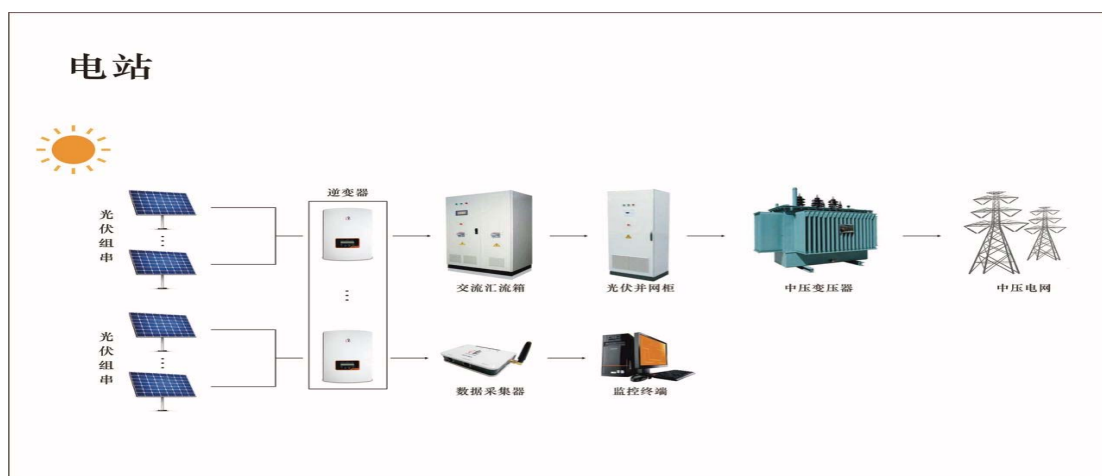 电站
逆变器
光伏组串
交流汇流箱
光伏并网柜
中压变压器
中压电网
光伏组串
数据采集器
监控终端